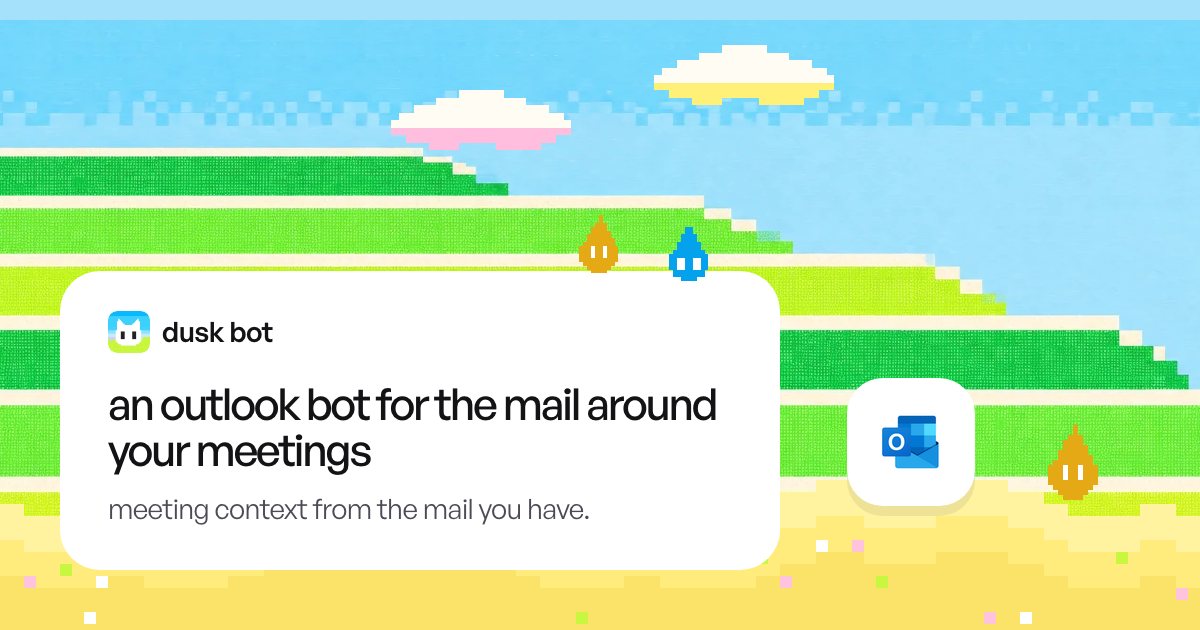 dusk bot
an outlook bot for the mail around
your meetings
meeting context from the mail you have.
O